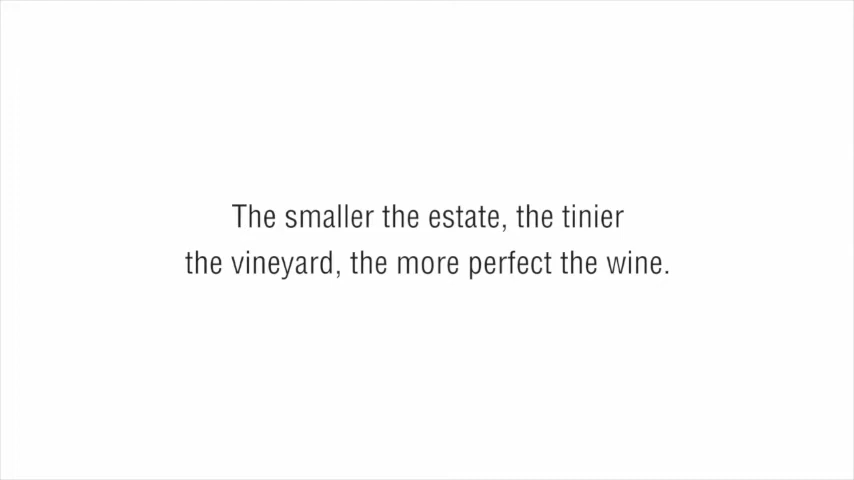 The smaller the estate, the tinier
the vineyard, the more perfect the wine.